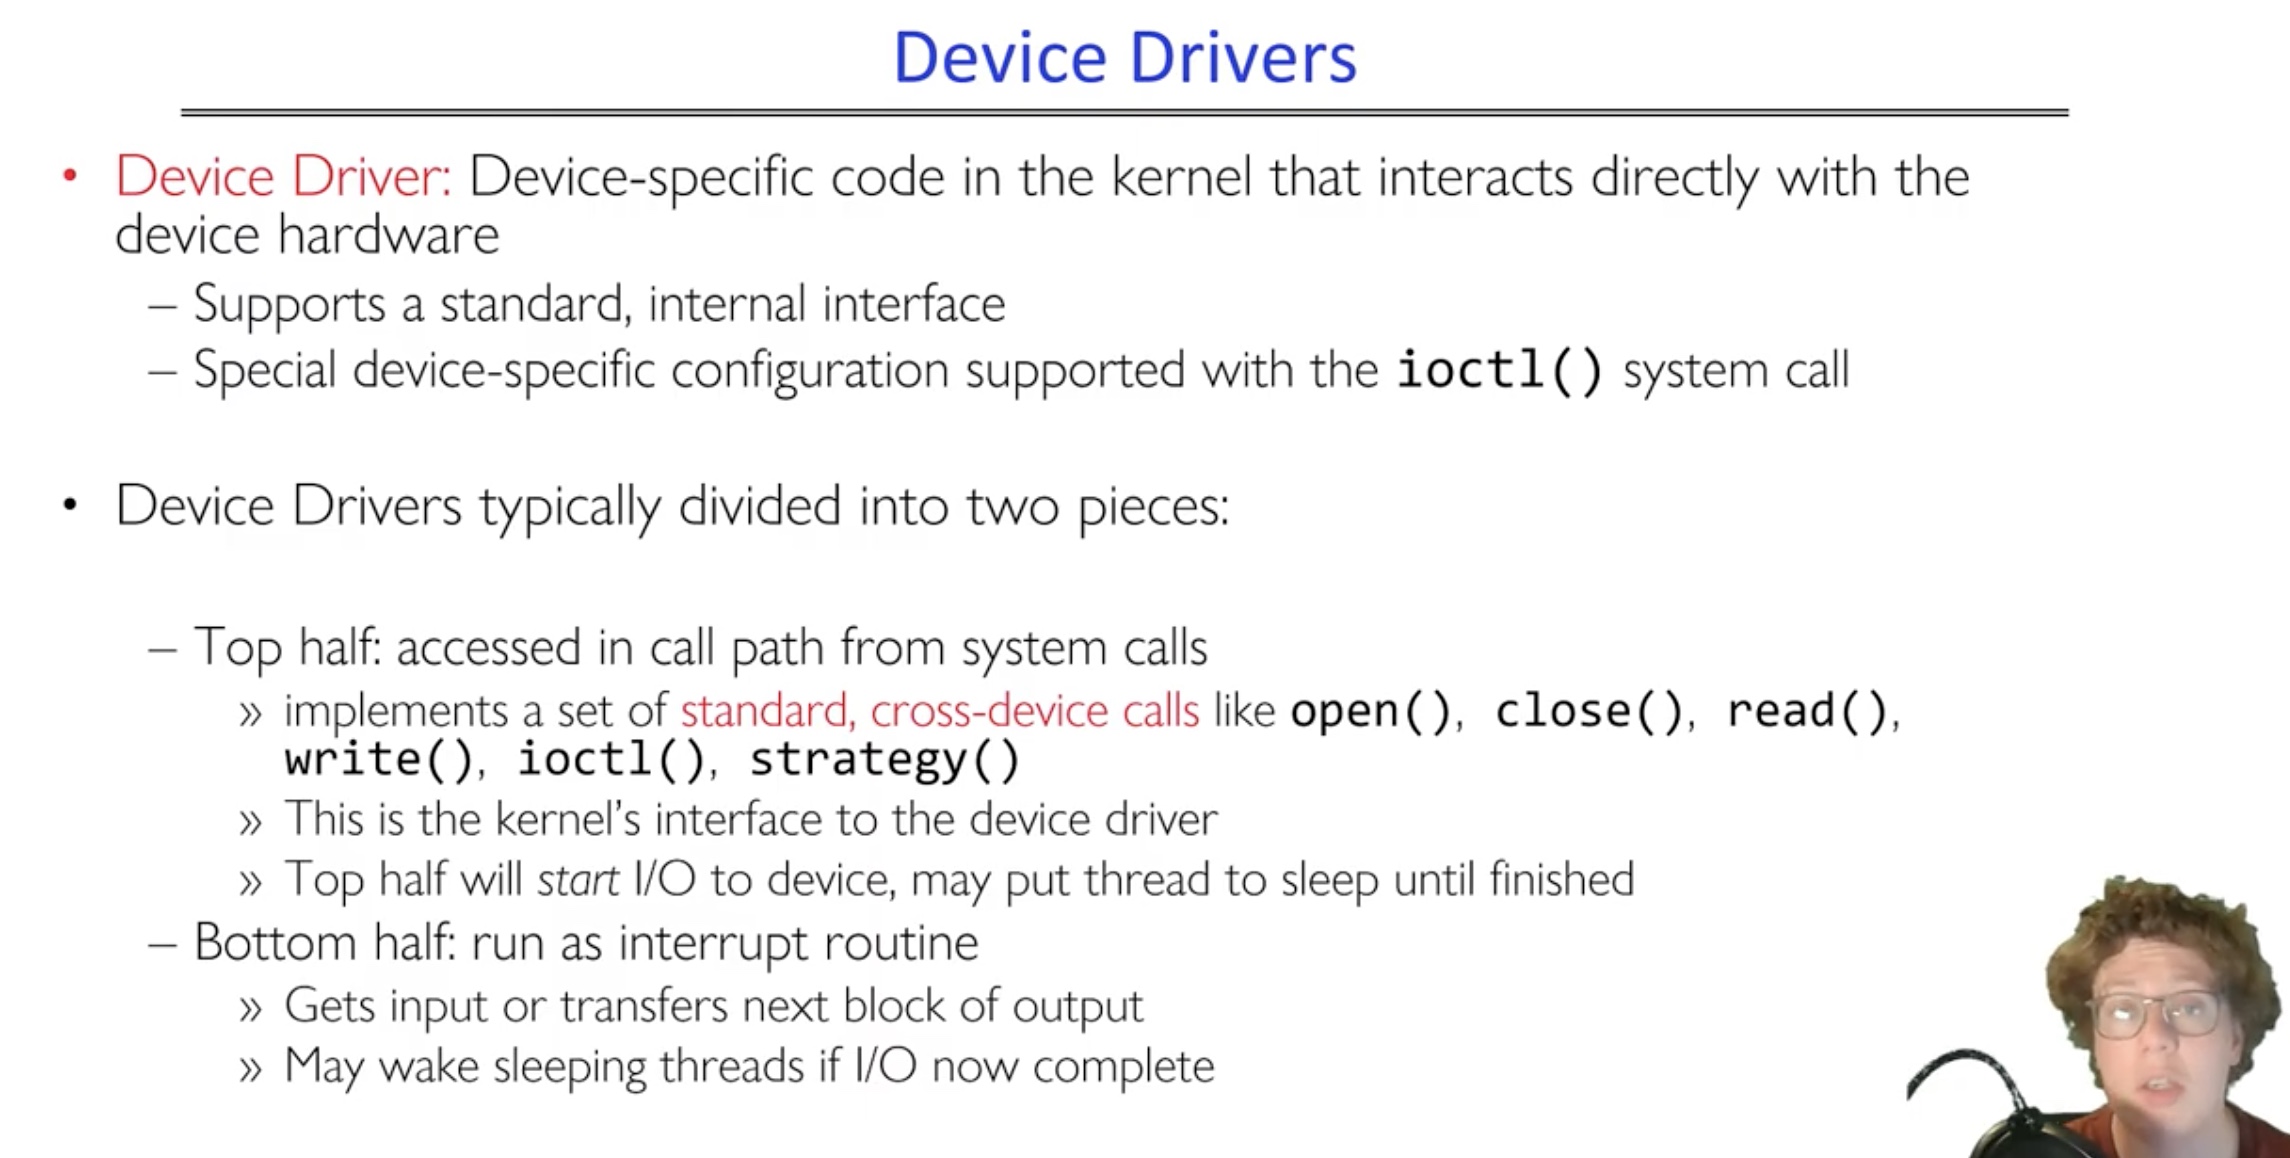 Device Drivers
• Device Driver: Device-specific code in the kernel that interacts directly with the
device hardware
– Supports a standard, internal interface
– Special device-specific configuration supported with the ioctl() system call
• Device Drivers typically divided into two pieces:
– Top half: accessed in call path from system calls
» implements a set of standard, cross-device calls like open(), close(), read(),
write(), ioctl(), strategy()
» This is the kernel’s interface to the device driver
» Top half will start I/O to device, may put thread to sleep until finished
– Bottom half: run as interrupt routine
» Gets input or transfers next block of output
» May wake sleeping threads if I/O now complete